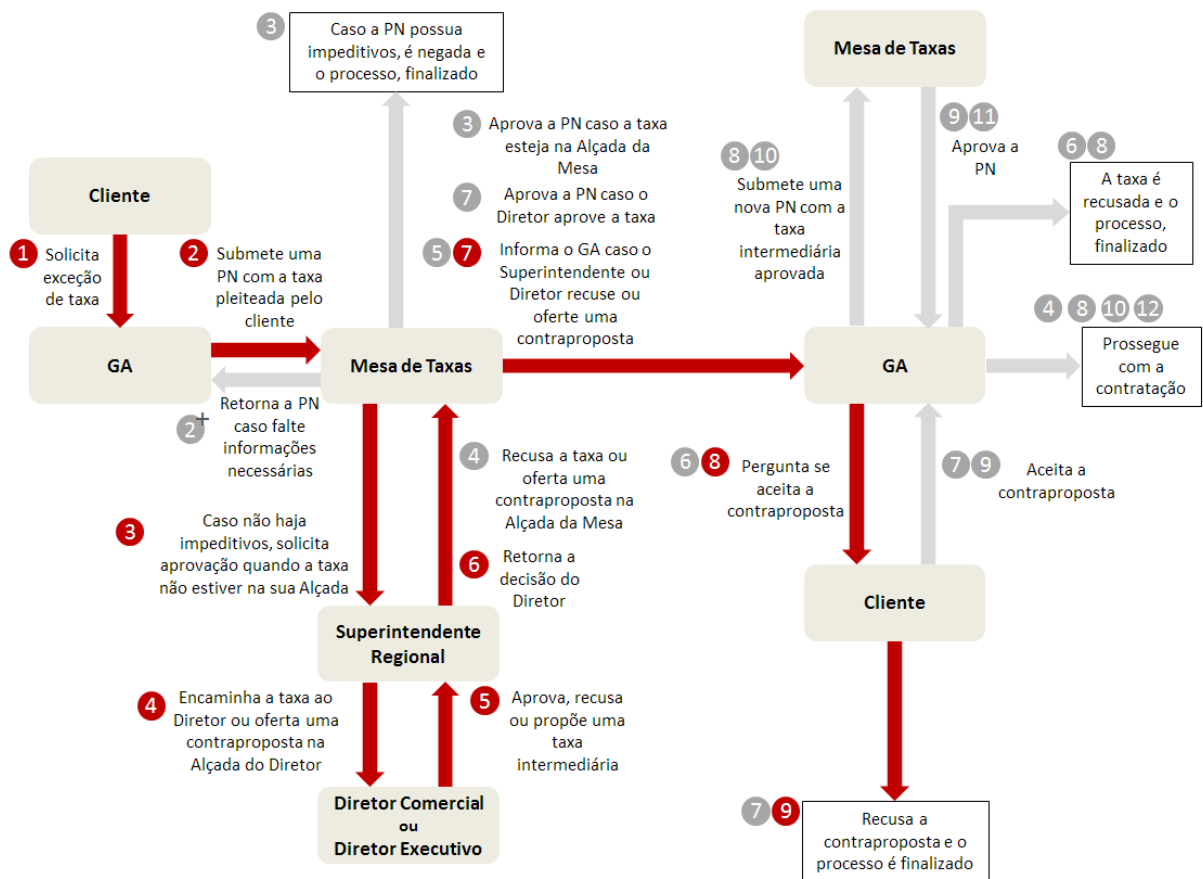 3
Caso a PN possua
impeditivos, é negada e
o processo, finalizado
Mesa de Taxas
3
Aprova a PN caso a taxa
esteja na Alçada da
Mesa
7
Aprova a PN caso o
Diretor aprove a taxa
5 7
Informa o GA caso o
Superintendente ou
Diretor recuse ou
oferte uma
contraproposta
8 10
Submete uma
nova PN com a
taxa
intermediária
aprovada
9 11
Aprova a
PN
6 8
A taxa é
recusada e o
processo,
finalizado
Cliente
1
Solicita
exceção
de taxa
2
Submete uma
PN com a taxa
pleiteada pelo
cliente
GA
Mesa de Taxas
GA
4 8 10 12
Prossegue
com a
contratação
2+
Retorna a PN
caso falte
informações
necessárias
4
Recusa a taxa ou
oferta uma
contraproposta na
Alçada da Mesa
6 8
Pergunta se
aceita a
contraproposta
7 9
Aceita a
contraproposta
3
Caso não haja
impeditivos, solicita
aprovação quando a taxa
não estiver na sua Alçada
6
Retorna a
decisão do
Diretor
Cliente
Superintendente
Regional
4
Encaminha a taxa ao
Diretor ou oferta uma
contraproposta na
Alçada do Diretor
5
Aprova, recusa
ou propõe uma
taxa
intermediária
Diretor Comercial
ou
Diretor Executivo
7 9
Recusa a
contraproposta e o
processo é finalizado